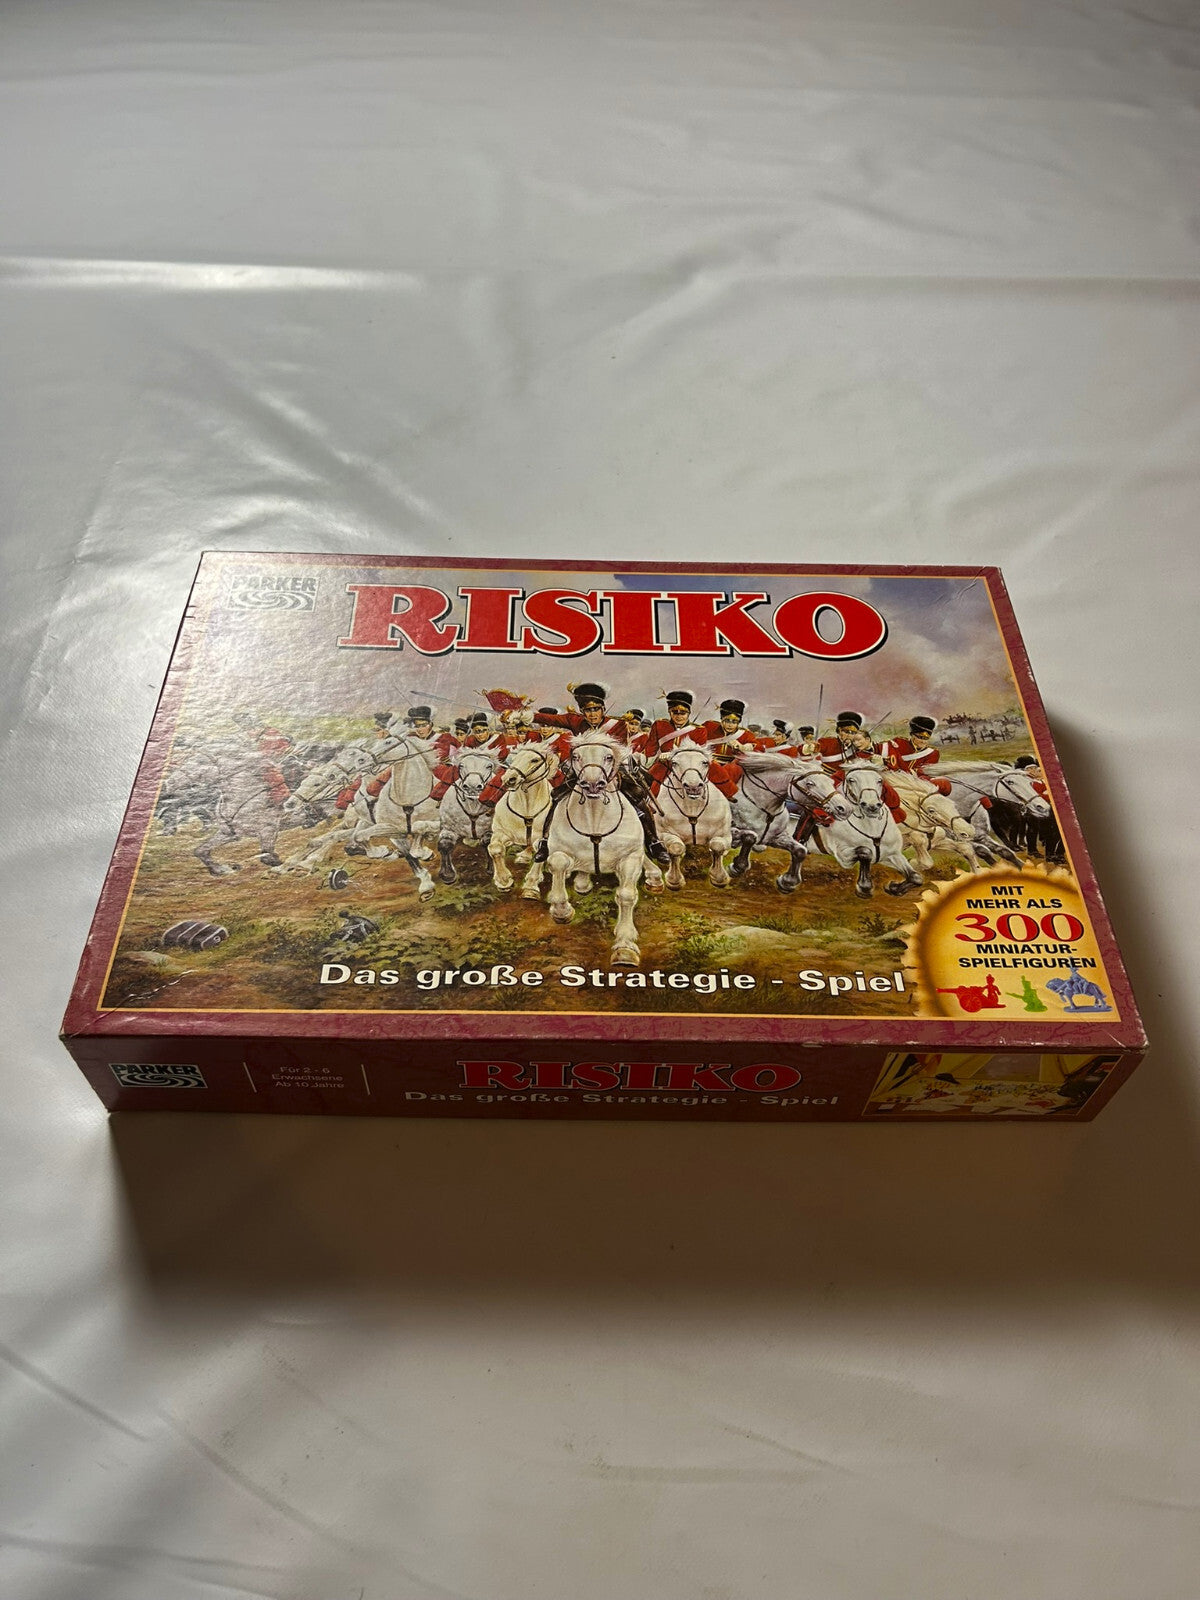 PARKER
RISIKO
Das große Strategie - Spiel
MIT
MEHR ALS
300
MINIATUR-
SPIELFIGUREN
PARKER
Für 2 - 6
Erwachsene
Ab 10 Jahre
RISIKO
Das große Strategie - Spiel